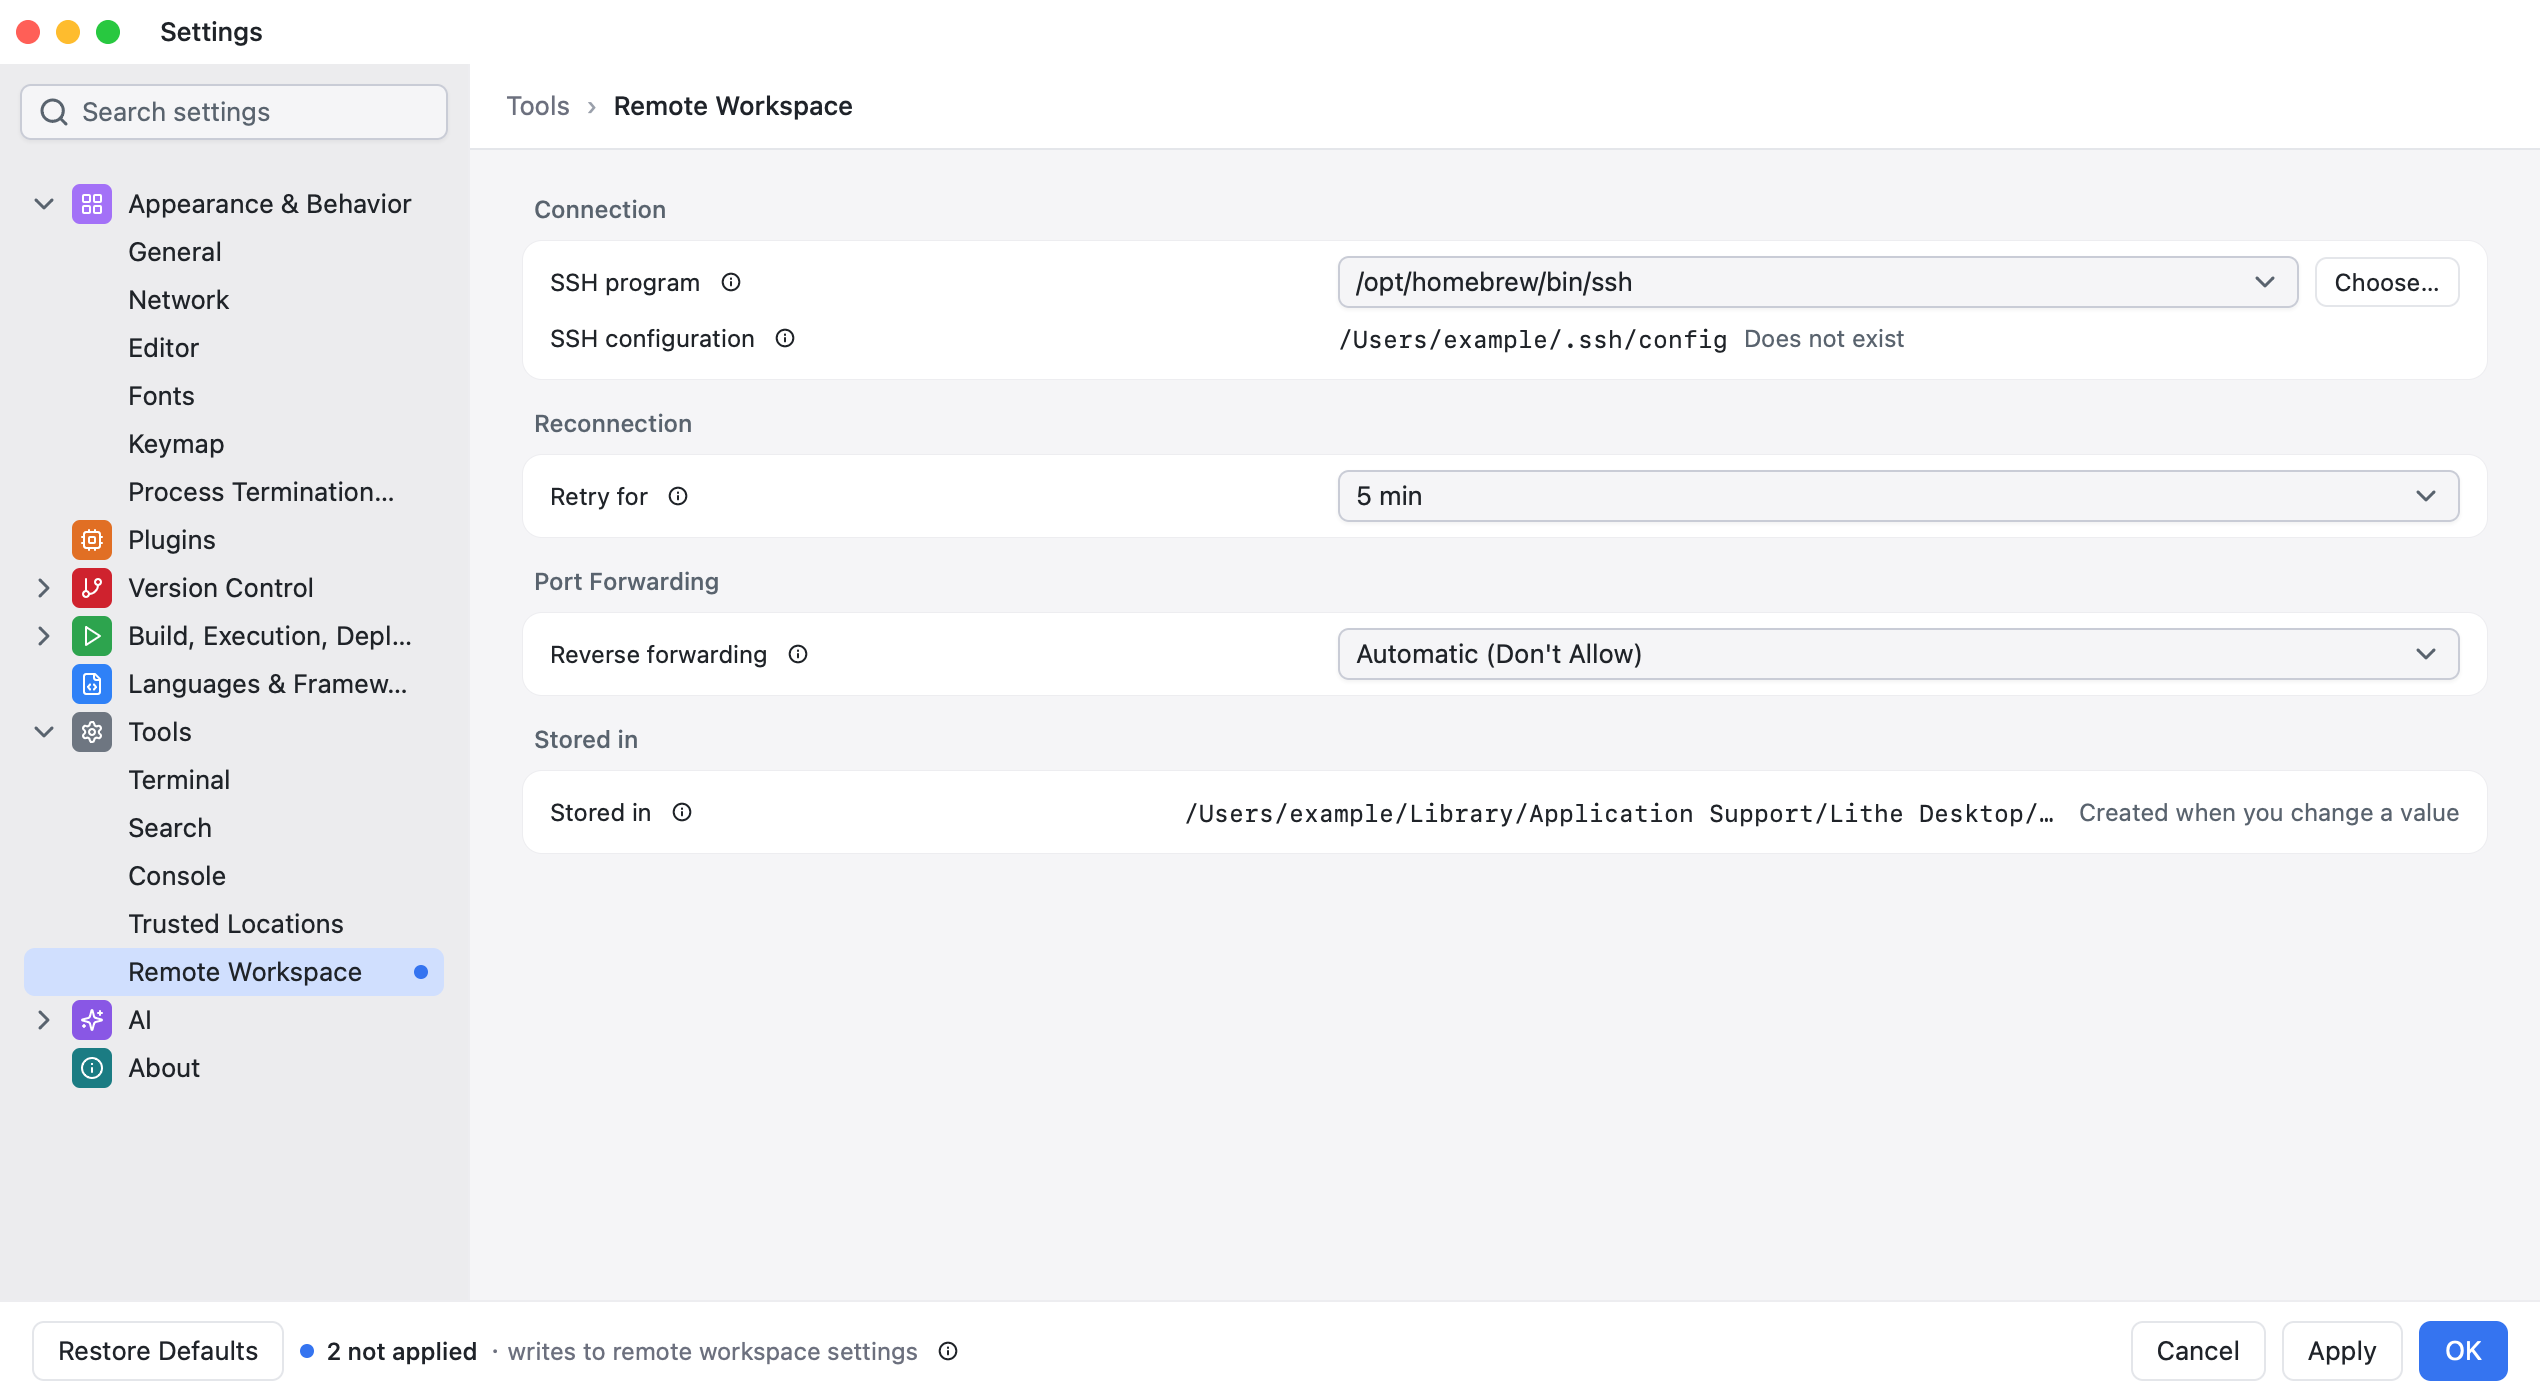 Settings
Search settings
Appearance & Behavior
General
Network
Editor
Fonts
Keymap
Process Termination...
Plugins
Version Control
Build, Execution, Depl...
Languages & Framew...
Tools
Terminal
Search
Console
Trusted Locations
Remote Workspace
AI
About
Tools › Remote Workspace
Connection
SSH program /opt/homebrew/bin/ssh Choose...
SSH configuration /Users/example/.ssh/config Does not exist
Reconnection
Retry for 5 min
Port Forwarding
Reverse forwarding Automatic (Don't Allow)
Stored in
Stored in /Users/example/Library/Application Support/Lithe Desktop/… Created when you change a value
Restore Defaults 2 not applied · writes to remote workspace settings Cancel Apply OK